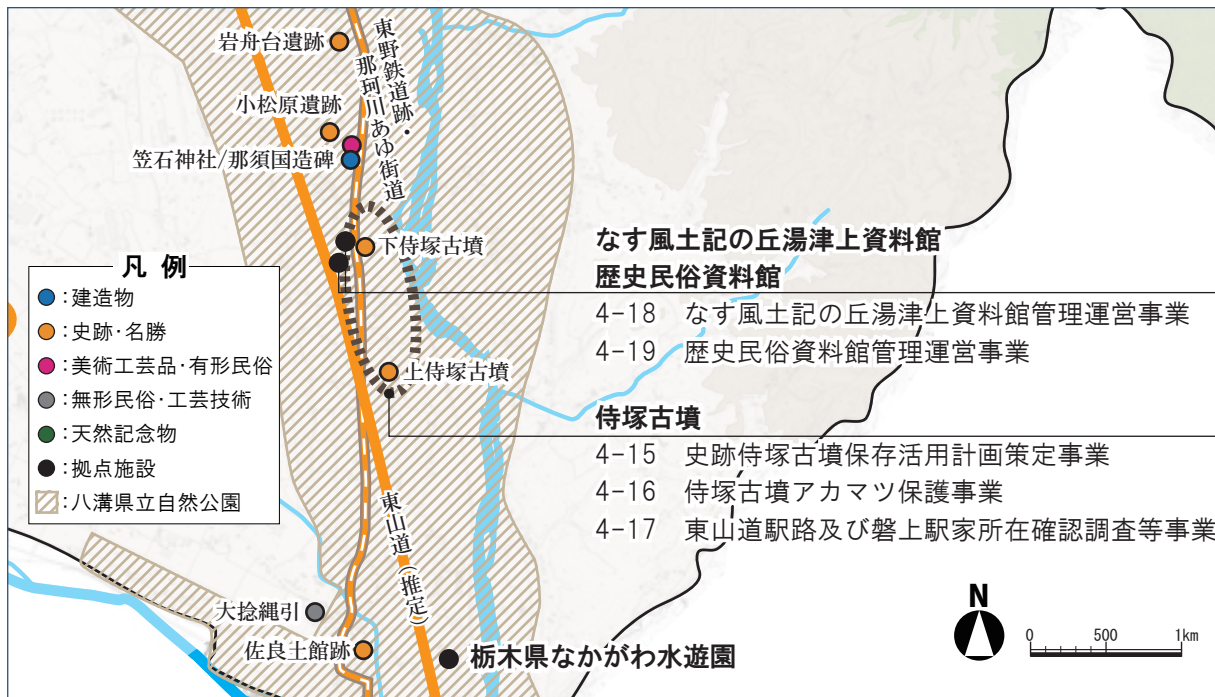 岩舟台遺跡
東野鉄道跡・
那珂川あゆ街道
小松原遺跡
笠石神社/那須国造碑
下侍塚古墳
上侍塚古墳
凡例
：建造物
：史跡・名勝
：美術工芸品・有形民俗
：無形民俗・工芸技術
：天然記念物
：拠点施設
：八溝県立自然公園
なす風土記の丘湯津上資料館
歴史民俗資料館
4-18 なす風土記の丘湯津上資料館管理運営事業
4-19 歴史民俗資料館管理運営事業
侍塚古墳
4-15 史跡侍塚古墳保存活用計画策定事業
4-16 侍塚古墳アカマツ保護事業
4-17 東山道駅路及び磐上駅家所在確認調査等事業
東山道（推定）
大捻縄引
佐良土館跡
栃木県なかがわ水遊園
N
0 500 1km